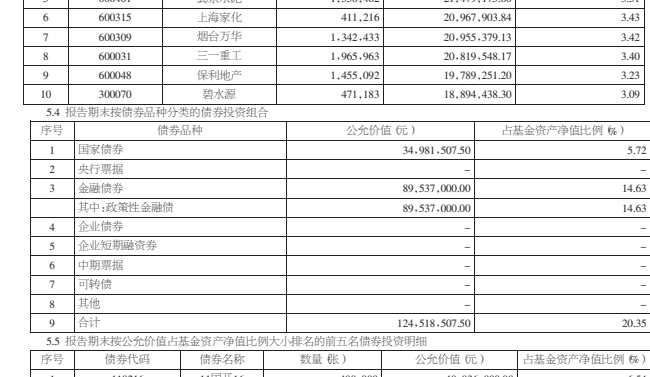 6 600315 上海家化 411,216 20,967,903.84 3.43
7 600309 烟台万华 1,342,433 20,955,379.13 3.42
8 600031 三一重工 1,965,963 20,819,548.17 3.40
9 600048 保利地产 1,455,092 19,789,251.20 3.23
10 300070 碧水源 471,183 18,894,438.30 3.09
5.4 报告期末按债券品种分类的债券投资组合
序号 债券品种 公允价值(元) 占基金资产净值比例(%)
1 国家债券 34,981,507.50 5.72
2 央行票据 – –
3 金融债券 89,537,000.00 14.63
其中:政策性金融债 89,537,000.00 14.63
4 企业债券 – –
5 企业短期融资券 – –
6 中期票据 – –
7 可转债 – –
8 其他 – –
9 合计 124,518,507.50 20.35
5.5 报告期末按公允价值占基金资产净值比例大小排名的前五名债券投资明细
序号 债券代码 债券名称 数量(张) 公允价值(元) 占基金资产净值比例(%)